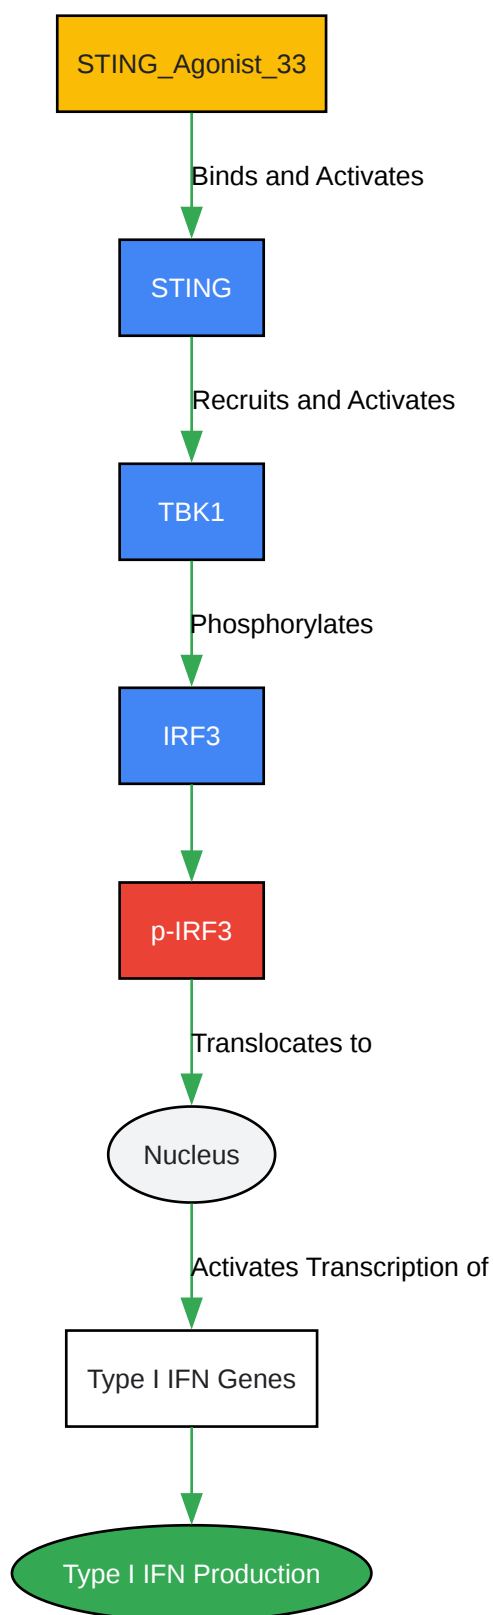 STING_Agonist_33
Binds and Activates
STING
Recruits and Activates
TBK1
Phosphorylates
IRF3
p-IRF3
Translocates to
Nucleus
Activates Transcription of
Type I IFN Genes
Type I IFN Production